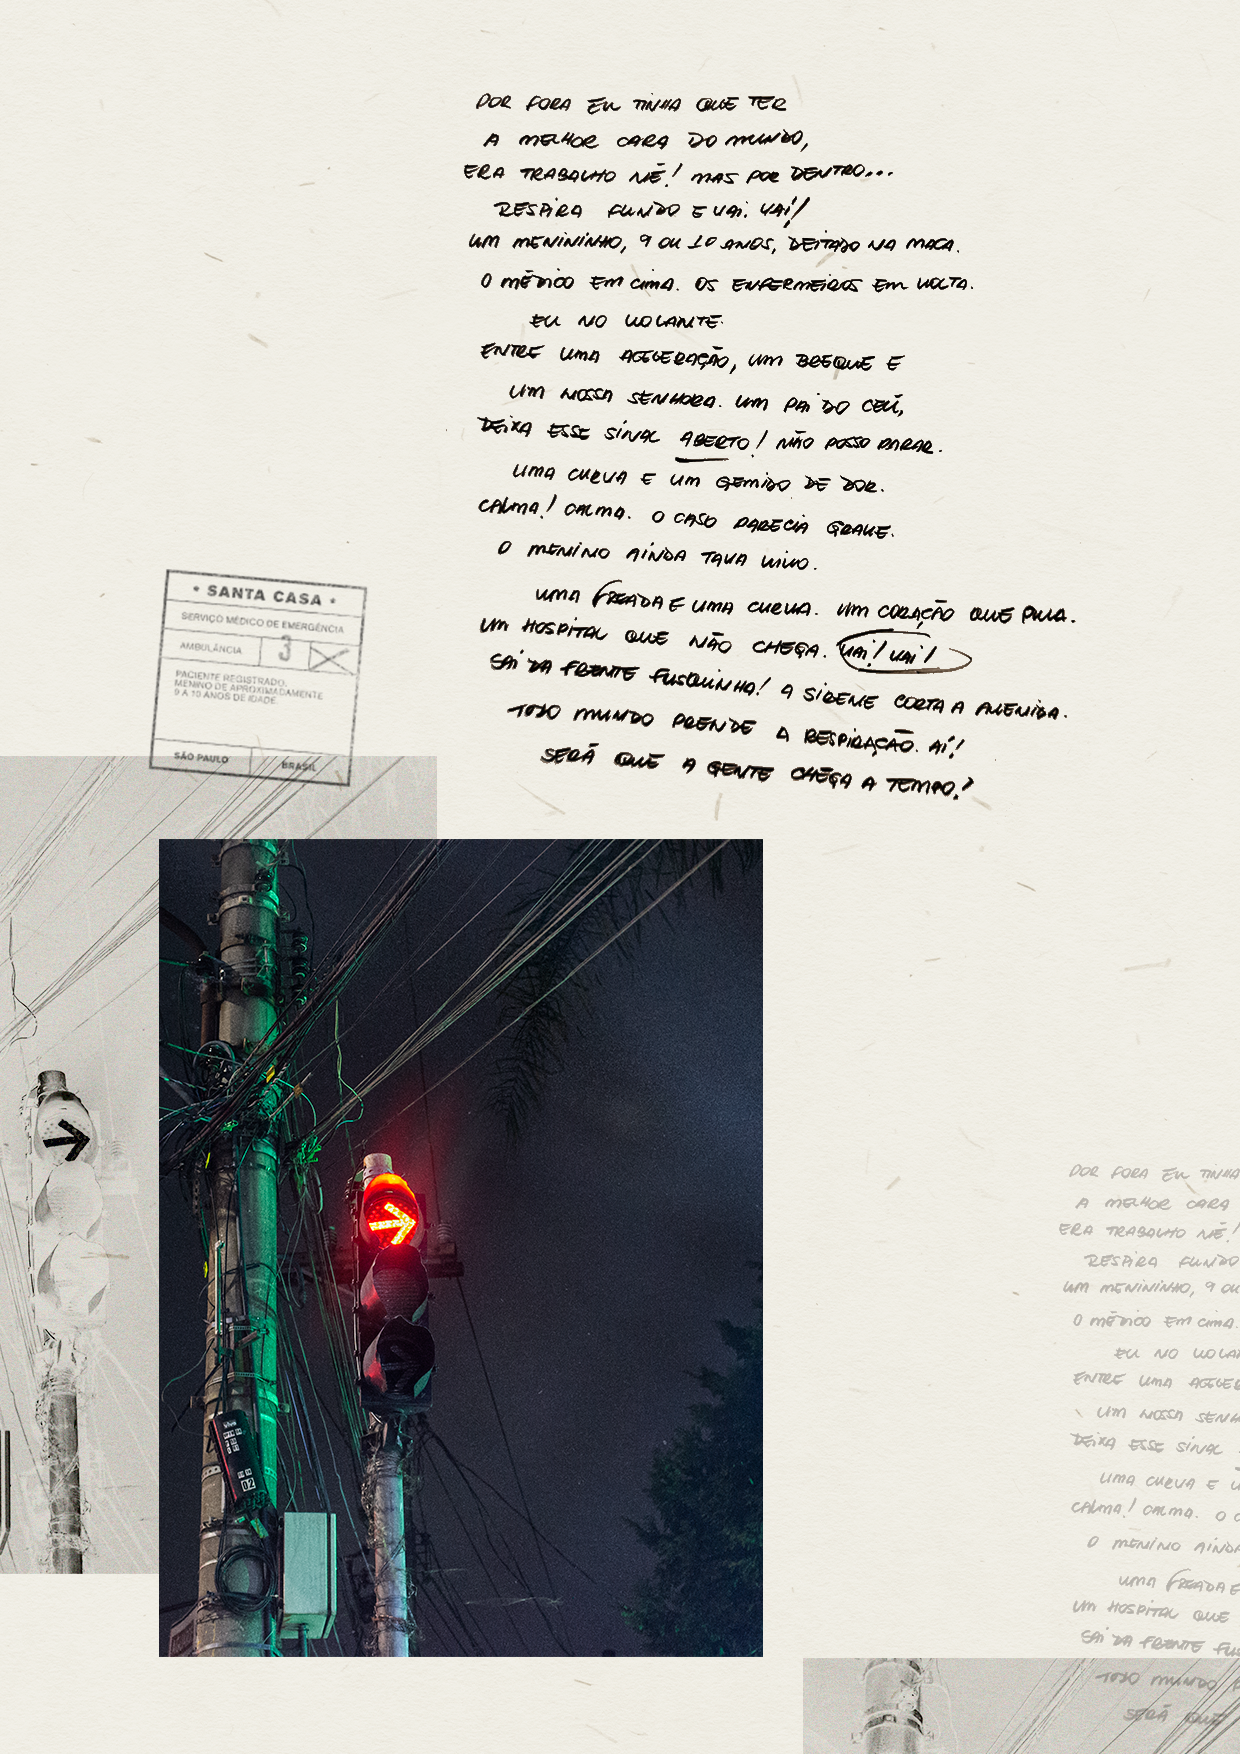 POR FORA EU TINHA QUE TER
A MELHOR CARA DO MUNDO,
ERA TRABALHO NÉ! MAS POR DENTRO...
RESPIRA FUNDO E VAI. VAI!
UM MENININHO, 9 OU 10 ANOS, DEITADO NA MACA.
O MÉDICO EM CIMA. OS ENFERMEIROS EM VOLTA.
EU NO VOLANTE.
ENTRE UMA ACELERAÇÃO, UM BREQUE E
UM NOSSA SENHORA. UM PAI DO CÉU,
DEIXA ESSE SINAL ABERTO! NÃO POSSO PARAR.
UMA CURVA E UM GEMIDO DE DOR.
CALMA! CALMA. O CASO PARECIA GRAVE.
O MENINO AINDA TAVA VIVO.
UMA FREADA E UMA CURVA. UM CORAÇÃO QUE PULA.
UM HOSPITAL QUE NÃO CHEGA. VAI! VAI!
SAI DA FRENTE FUSQUINHA! A SIRENE CORTA A AVENIDA.
TODO MUNDO PRENDE A RESPIRAÇÃO. AI!
SERÁ QUE A GENTE CHEGA A TEMPO?
• SANTA CASA •
SERVIÇO MÉDICO DE EMERGÊNCIA
AMBULÂNCIA 3
PACIENTE REGISTRADO,
MENINO DE APROXIMADAMENTE
9 A 10 ANOS DE IDADE
SÃO PAULO BRASIL
vivo
02
POR FORA EU TINHA
A MELHOR CARA
ERA TRABALHO NÉ!
RESPIRA FUNDO
UM MENININHO, 9 OU
O MÉDICO EM CIMA.
EU NO VOLAN
ENTRE UMA ACELER
UM NOSSA SENH
DEIXA ESSE SINAL
UMA CURVA E U
CALMA! CALMA. O C
O MENINO AINDA
UMA FREADA E
UM HOSPITAL QUE
SAI DA FRENTE FUS
TODO MUNDO P
SERÁ QUE